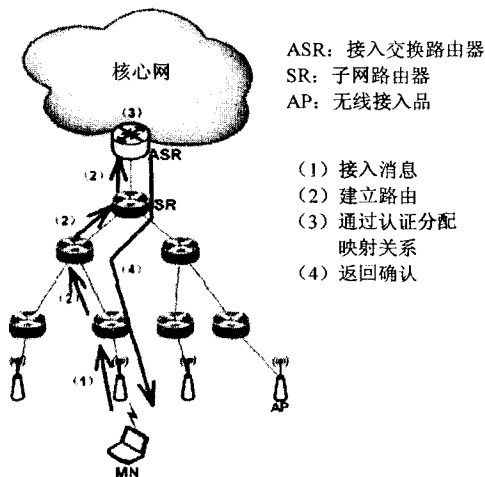 核心网
(3)
ASR
(2)
SR
(2)
(4)
(2)
(1)
AP
MN
ASR：接入交换路由器
SR：子网路由器
AP：无线接入品
（1）接入消息
（2）建立路由
（3）通过认证分配
映射关系
（4）返回确认